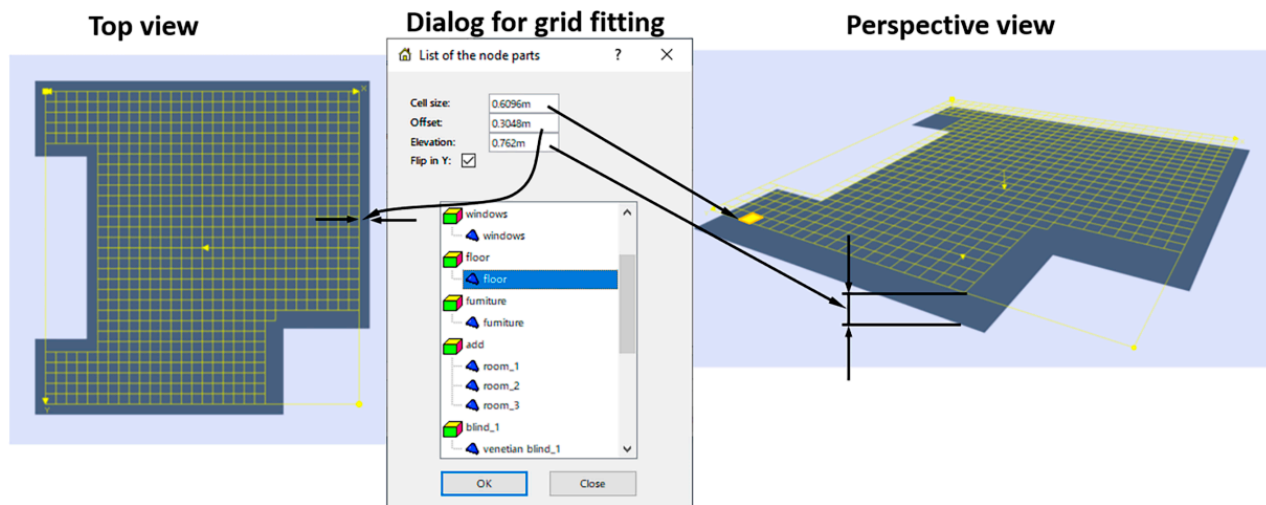 Top view
Dialog for grid fitting
Perspective view
List of the node parts
?
Cell size:
0.6096m
Offset:
0.3048m
Elevation:
0.762m
Flip in Y:
windows
windows
floor
floor
furniture
furniture
add
room_1
room_2
room_3
blind_1
venetian blind_1
OK
Close
X
Y